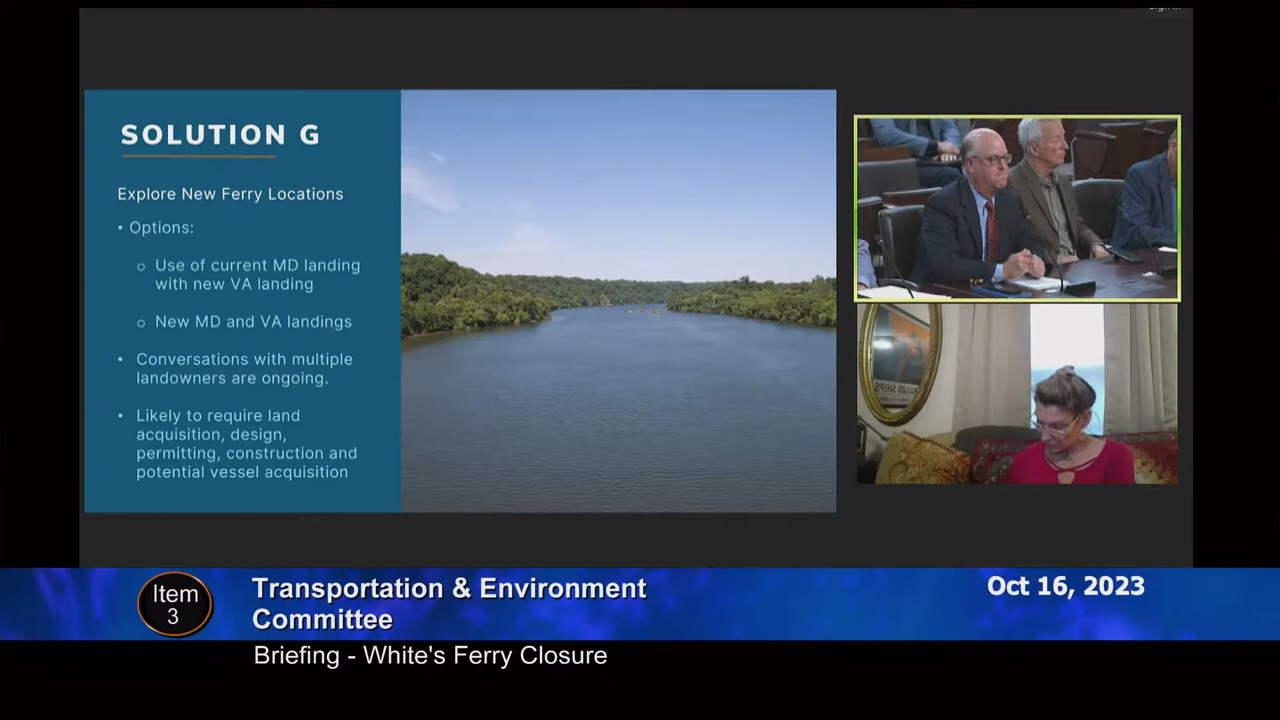 Sign In
SOLUTION G
Explore New Ferry Locations
• Options:
○ Use of current MD landing
with new VA landing
○ New MD and VA landings
• Conversations with multiple
landowners are ongoing.
• Likely to require land
acquisition, design,
permitting, construction and
potential vessel acquisition
Item
3
Transportation & Environment
Committee
Oct 16, 2023
Briefing - White's Ferry Closure